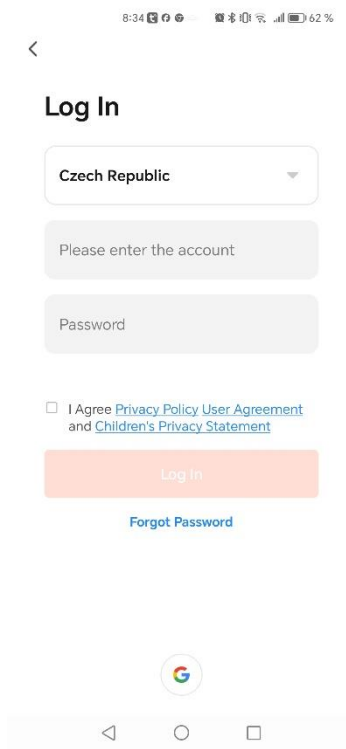 8:34 62 %
Log In
Czech Republic
Please enter the account
Password
I Agree Privacy Policy User Agreement
and Children's Privacy Statement
Log In
Forgot Password